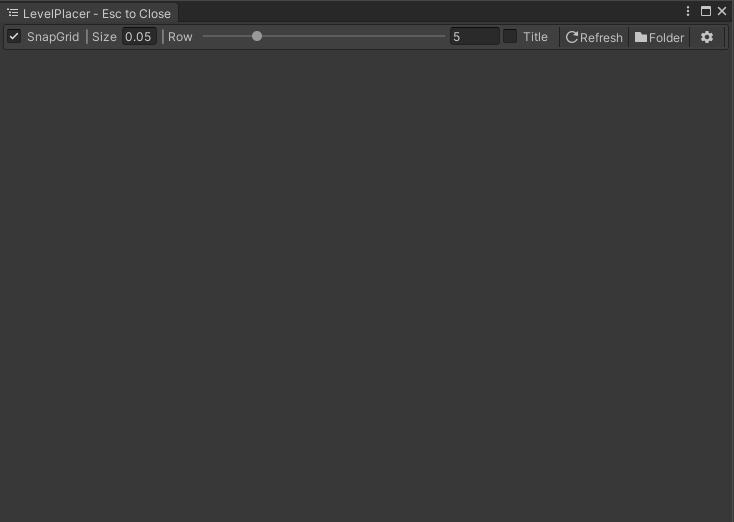 LevelPlacer - Esc to Close
SnapGrid | Size 0.05 | Row 5 Title Refresh Folder